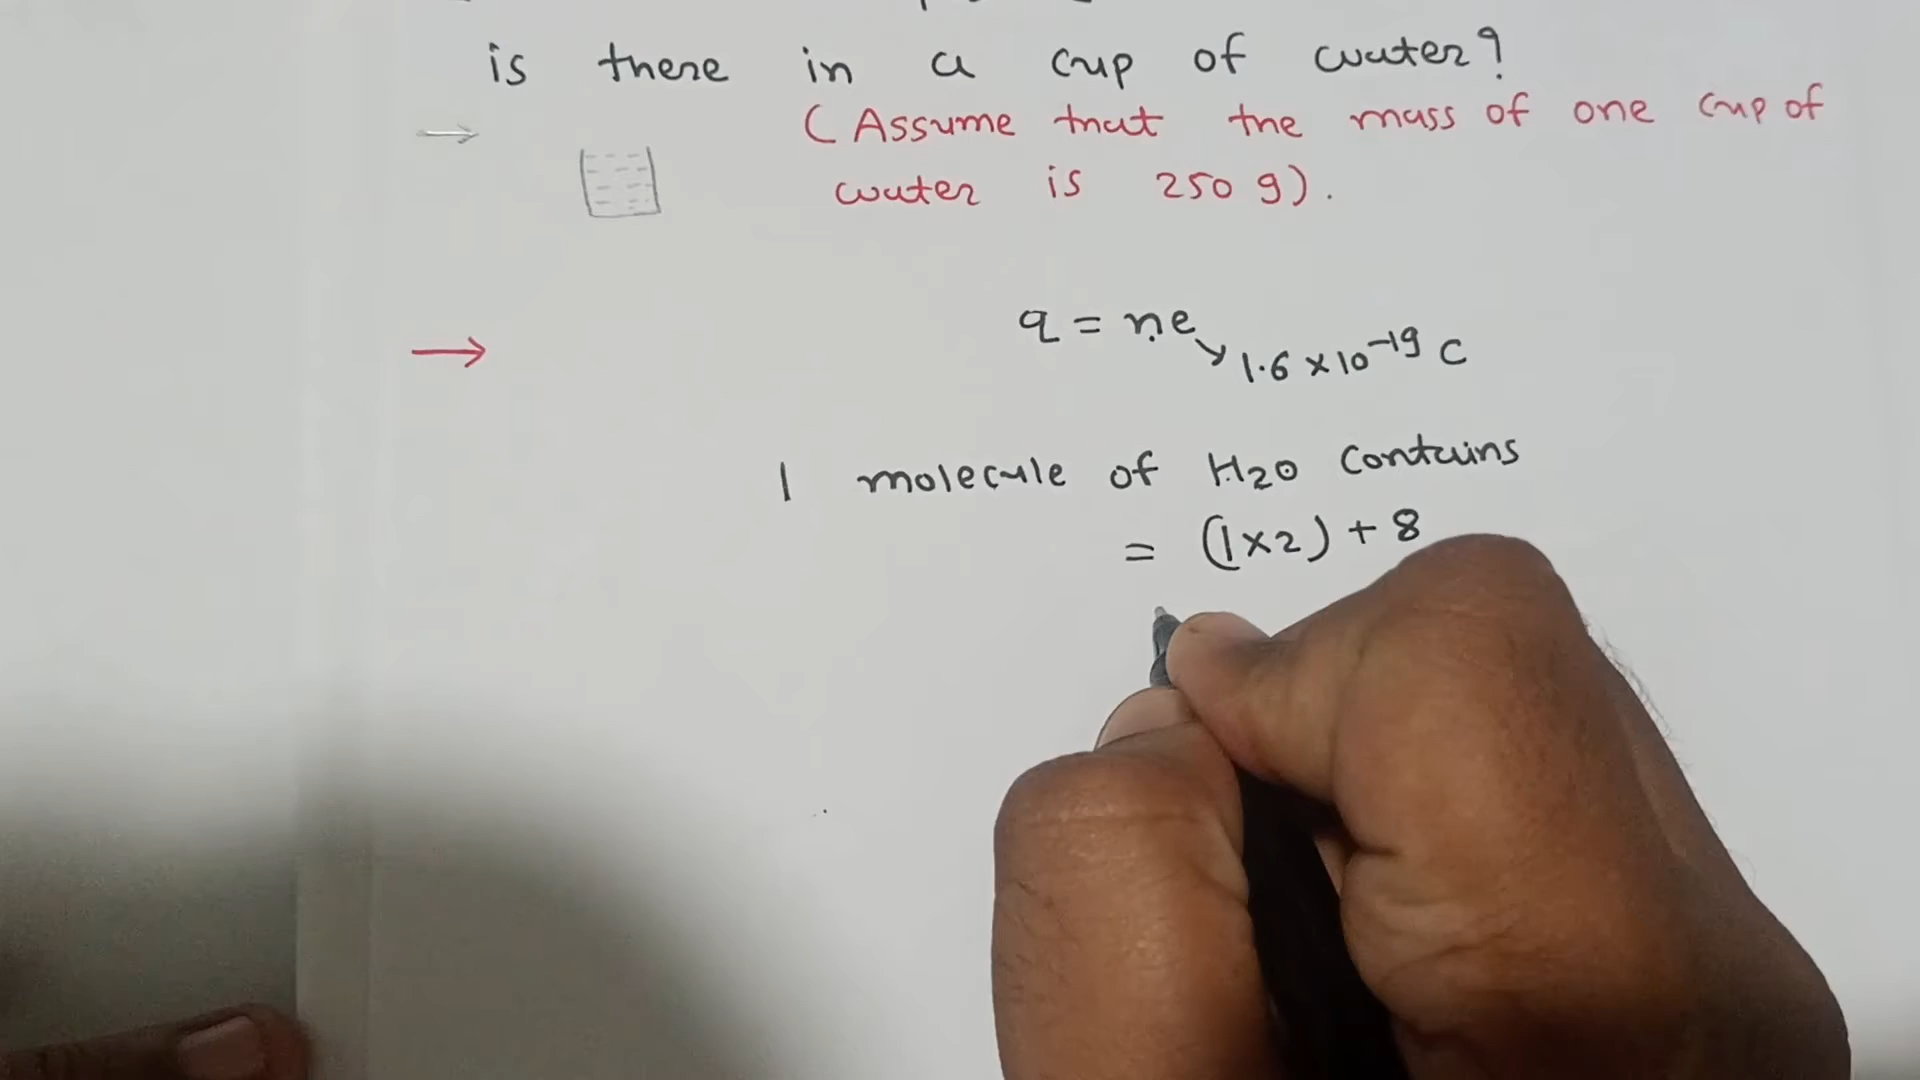 is there in a cup of water?
(Assume that the mass of one cup of
water is 250 g).
q = ne
1.6 × 10⁻¹⁹ C
1 molecule of H2O contains
= (1×2) + 8